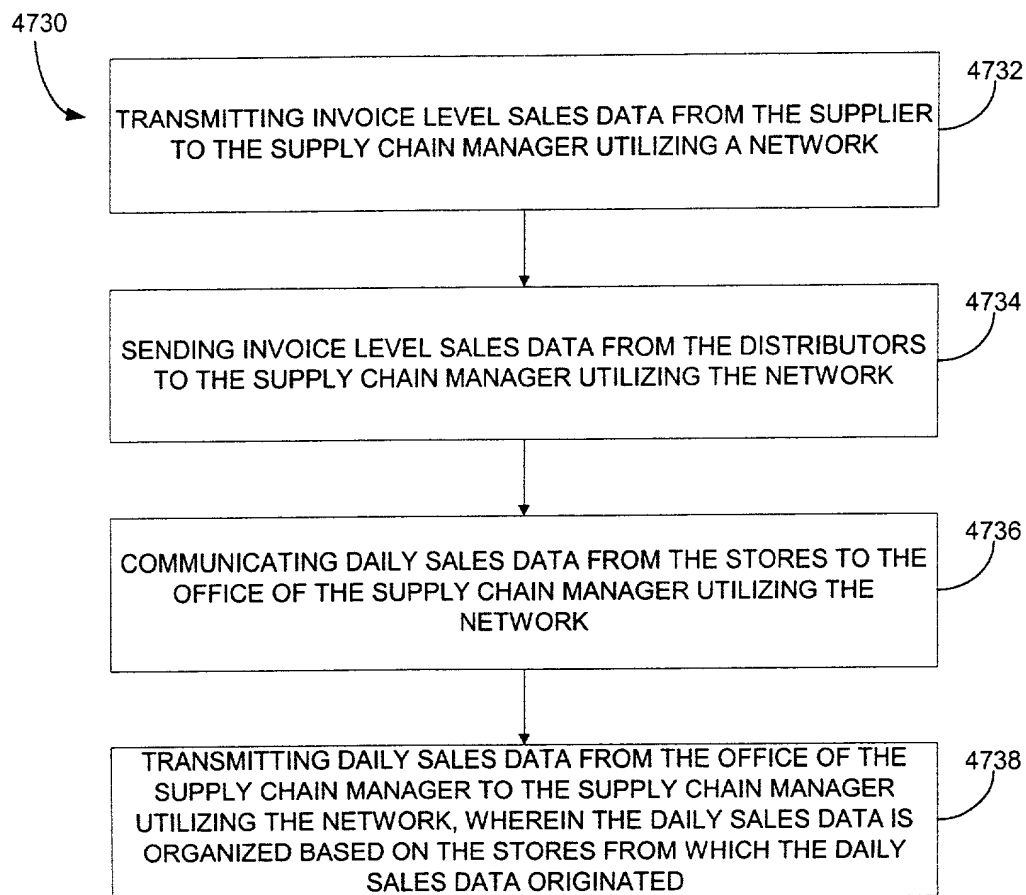 4730
4732
TRANSMITTING INVOICE LEVEL SALES DATA FROM THE SUPPLIER
TO THE SUPPLY CHAIN MANAGER UTILIZING A NETWORK
4734
SENDING INVOICE LEVEL SALES DATA FROM THE DISTRIBUTORS
TO THE SUPPLY CHAIN MANAGER UTILIZING THE NETWORK
4736
COMMUNICATING DAILY SALES DATA FROM THE STORES TO THE
OFFICE OF THE SUPPLY CHAIN MANAGER UTILIZING THE
NETWORK
4738
TRANSMITTING DAILY SALES DATA FROM THE OFFICE OF THE
SUPPLY CHAIN MANAGER TO THE SUPPLY CHAIN MANAGER
UTILIZING THE NETWORK, WHEREIN THE DAILY SALES DATA IS
ORGANIZED BASED ON THE STORES FROM WHICH THE DAILY
SALES DATA ORIGINATED